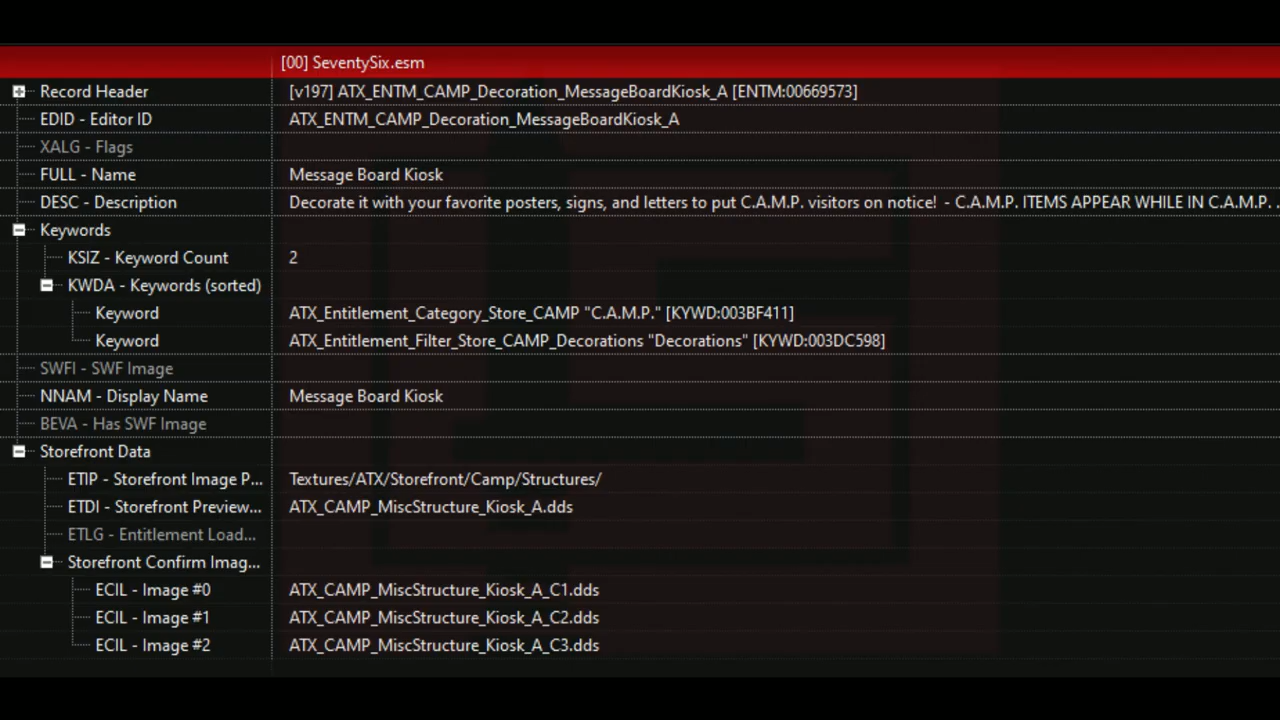 [00] SeventySix.esm
Record Header [v197] ATX_ENTM_CAMP_Decoration_MessageBoardKiosk_A [ENTM:00669573]
EDID - Editor ID ATX_ENTM_CAMP_Decoration_MessageBoardKiosk_A
XALG - Flags
FULL - Name Message Board Kiosk
DESC - Description Decorate it with your favorite posters, signs, and letters to put C.A.M.P. visitors on notice!  - C.A.M.P. ITEMS APPEAR WHILE IN C.A.M.P. .
Keywords
KSIZ - Keyword Count 2
KWDA - Keywords (sorted)
Keyword ATX_Entitlement_Category_Store_CAMP "C.A.M.P." [KYWD:003BF411]
Keyword ATX_Entitlement_Filter_Store_CAMP_Decorations "Decorations" [KYWD:003DC598]
SWFI - SWF Image
NNAM - Display Name Message Board Kiosk
BEVA - Has SWF Image
Storefront Data
ETIP - Storefront Image P... Textures/ATX/Storefront/Camp/Structures/
ETDI - Storefront Preview... ATX_CAMP_MiscStructure_Kiosk_A.dds
ETLG - Entitlement Load...
Storefront Confirm Imag...
ECIL - Image #0 ATX_CAMP_MiscStructure_Kiosk_A_C1.dds
ECIL - Image #1 ATX_CAMP_MiscStructure_Kiosk_A_C2.dds
ECIL - Image #2 ATX_CAMP_MiscStructure_Kiosk_A_C3.dds